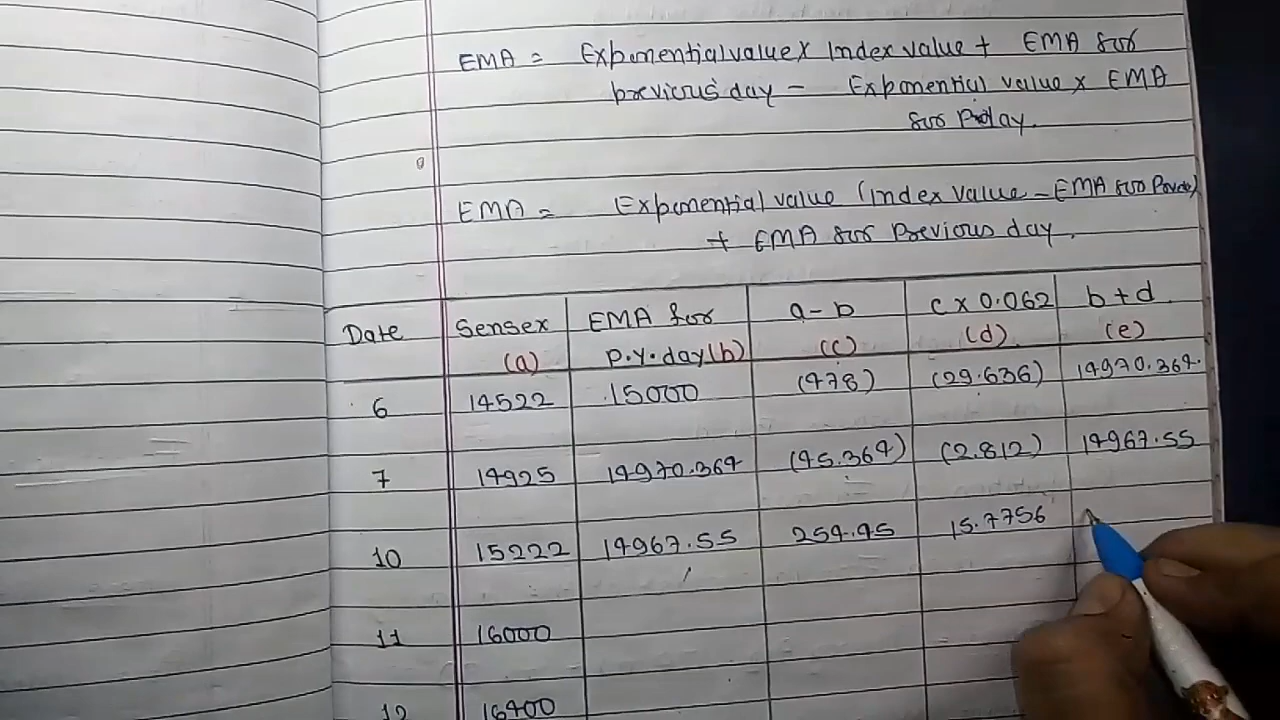 EMA = Exponential value x Index value + EMA for
previous day - Exponential value x EMA
for P.day.
EMA = Exponential value (Index value - EMA for
+ EMA for Previous day.
Date Sensex EMA for a-b c x 0.062 b+d
(a) p.y.day(b) (c) (d) (e)
6 14522 15000 (478) (29.636) 14970.364
7 14925 14970.364 (45.364) (2.812) 14967.55
10 15222 14967.55 254.45 15.7756
11 16000
12 16400